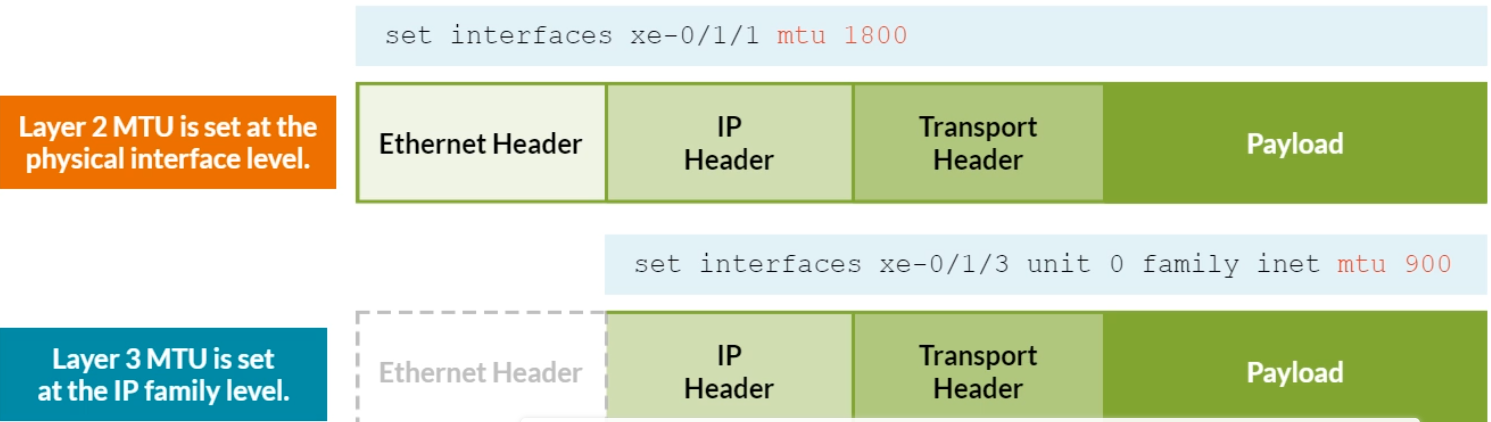 set interfaces xe-0/1/1 mtu 1800
Layer 2 MTU is set at the
physical interface level.
Ethernet Header
IP
Header
Transport
Header
Payload
set interfaces xe-0/1/3 unit 0 family inet mtu 900
Layer 3 MTU is set
at the IP family level.
Ethernet Header
IP
Header
Transport
Header
Payload